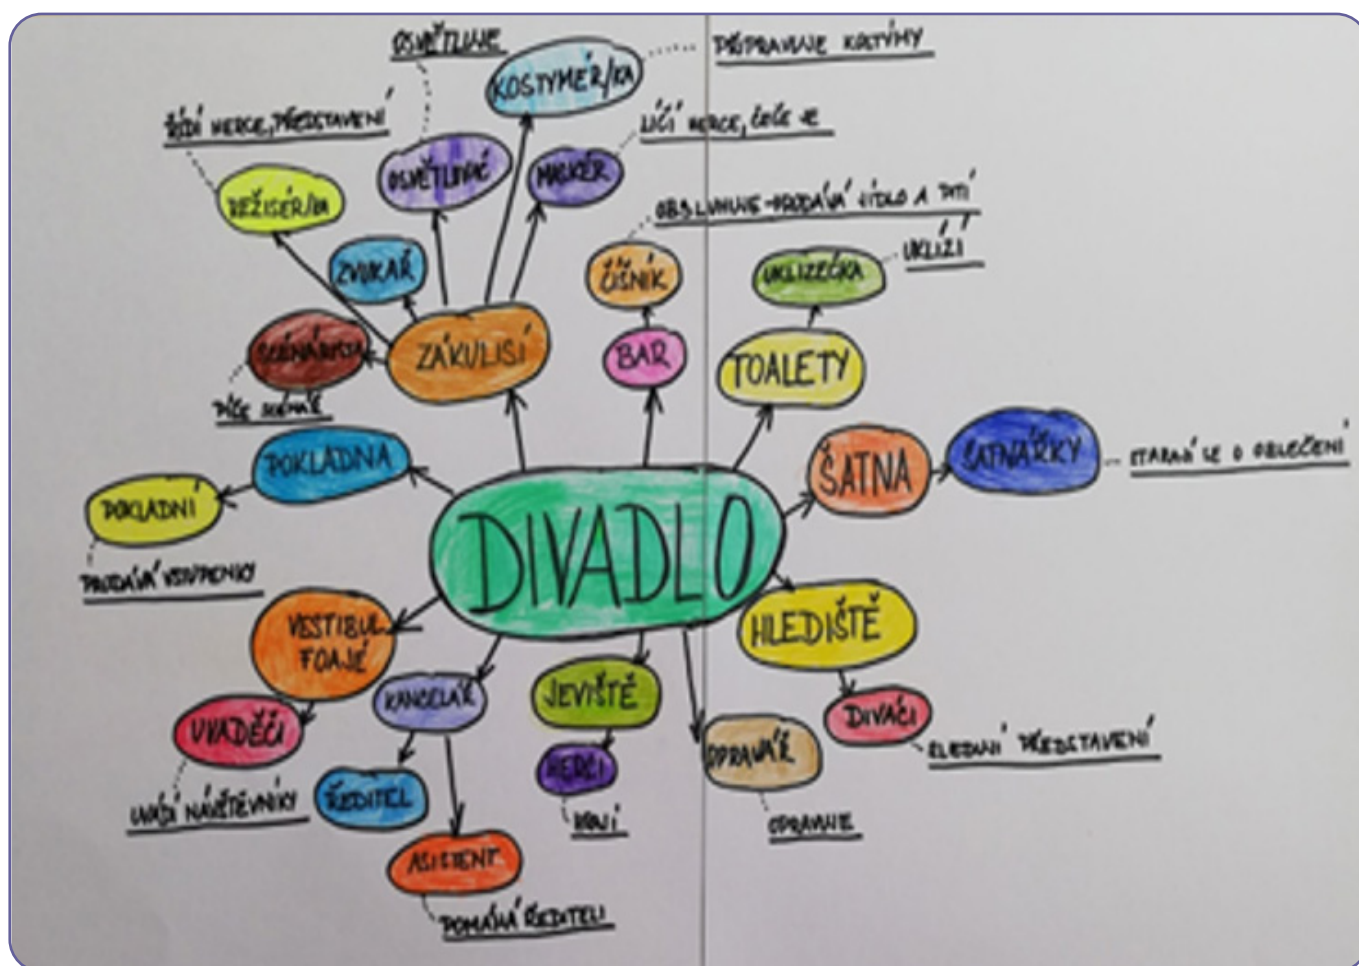 OSVĚTLUJE
PŘIPRAVUJE KOSTÝMY
KOSTYMÉR/KA
ŘÍDÍ HERCE, PŘEDSTAVENÍ
LÍČÍ HERCE, ČEŠE JE
OSVĚTLOVAČ
MASKÉR
REŽISÉR/KA
OBSLUHUJE-PRODÁVÁ JÍDLO A PITÍ
UKLÍZÍ
ZVUKAŘ
ČÍŠNÍK
UKLÍZEČKA
SCÉNÁRISTA
ZÁKULISÍ
BAR
TOALETY
PÍŠE SCÉNÁŘ
POKLADNA
ŠATNA
ŠATNÁŘKY
STARAJÍ SE O OBLEČENÍ
POKLADNÍ
PRODÁVÁ VSTUPENKY
DIVADLO
VESTIBUL
FOAJÉ
HLEDIŠTĚ
KANCELÁŘ
JEVIŠTĚ
UVADĚČI
DIVÁCI
SLEDUJÍ PŘEDSTAVENÍ
UVÁDÍ NÁVŠTĚVNÍKY
ŘEDITEL
HERCI
OPRAVÁŘ
HRAJÍ
OPRAVUJE
ASISTENT
POMÁHÁ ŘEDITELI